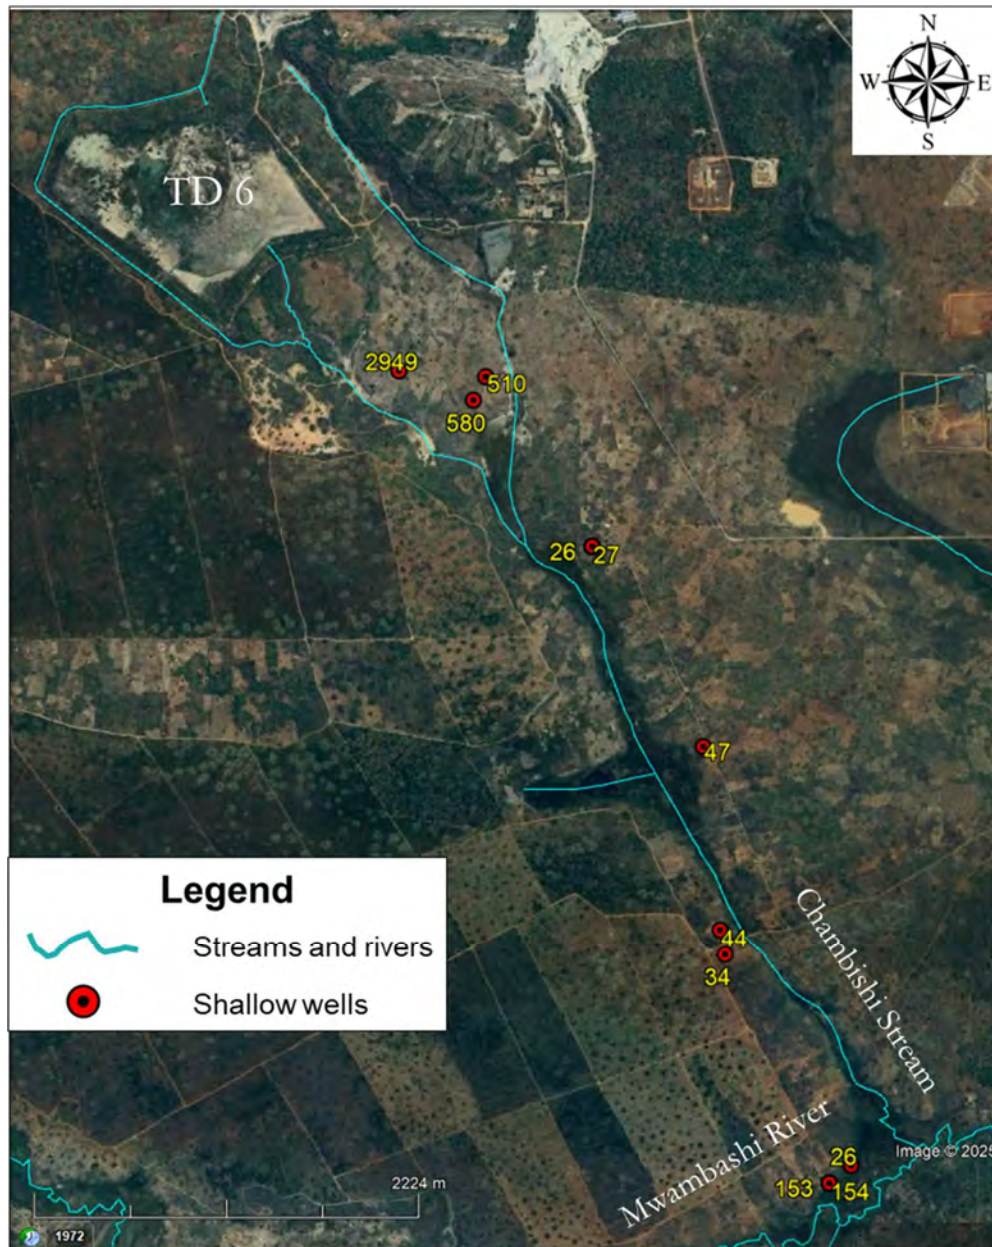 N
W E
S
TD 6
2949
510
580
26 27
47
44
34
Chambishi Stream
Mwambashi River
Image © 2025
26
153 154
Legend
Streams and rivers
Shallow wells
2224 m
1972